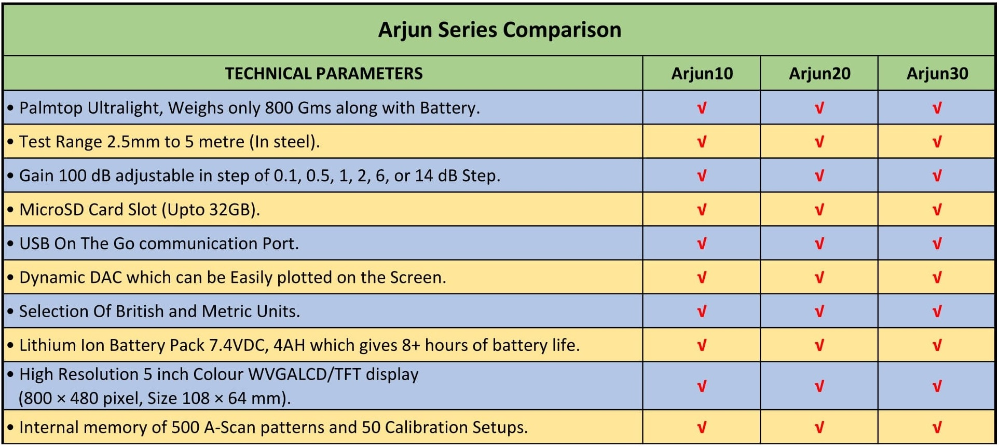 Arjun Series Comparison
TECHNICAL PARAMETERS Arjun10 Arjun20 Arjun30
• Palmtop Ultralight, Weighs only 800 Gms along with Battery. √ √ √
• Test Range 2.5mm to 5 metre (In steel). √ √ √
• Gain 100 dB adjustable in step of 0.1, 0.5, 1, 2, 6, or 14 dB Step. √ √ √
• MicroSD Card Slot (Upto 32GB). √ √ √
• USB On The Go communication Port. √ √ √
• Dynamic DAC which can be Easily plotted on the Screen. √ √ √
• Selection Of British and Metric Units. √ √ √
• Lithium Ion Battery Pack 7.4VDC, 4AH which gives 8+ hours of battery life. √ √ √
• High Resolution 5 inch Colour WVGALCD/TFT display
(800 × 480 pixel, Size 108 × 64 mm). √ √ √
• Internal memory of 500 A-Scan patterns and 50 Calibration Setups. √ √ √